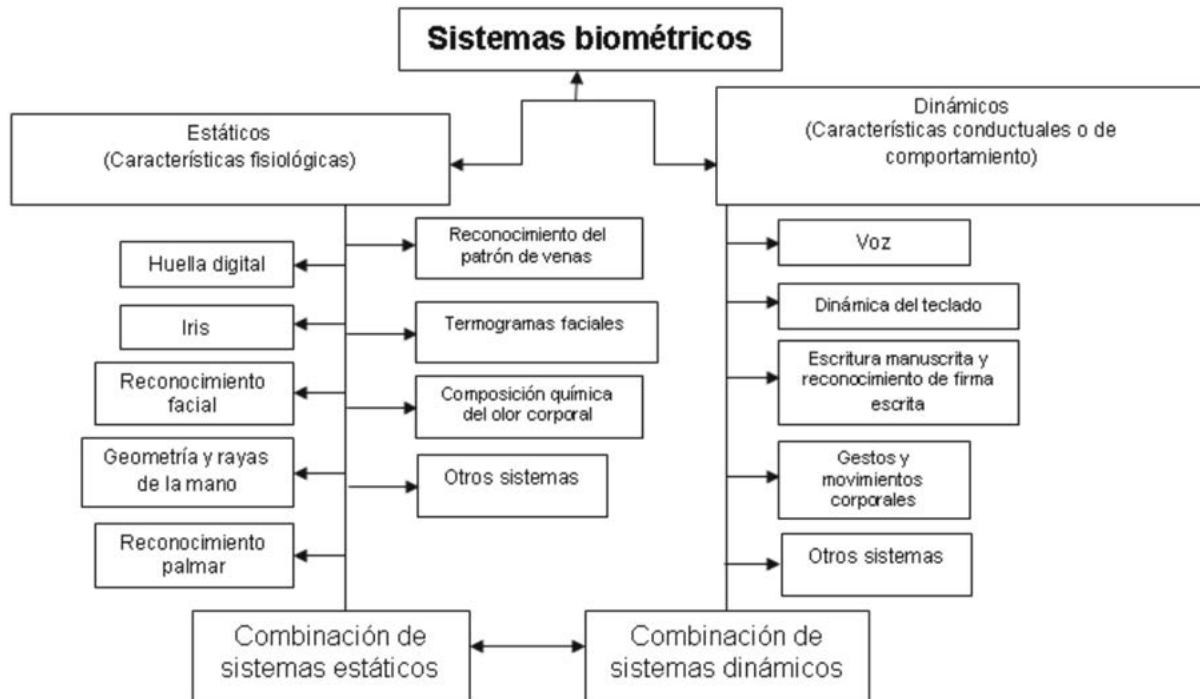 Sistemas biométricos
Estáticos
(Características fisiológicas)
Dinámicos
(Características conductuales o de
comportamiento)
Huella digital
Iris
Reconocimiento
facial
Geometría y rayas
de la mano
Reconocimiento
palmar
Reconocimiento del
patrón de venas
Termogramas faciales
Composición química
del olor corporal
Otros sistemas
Voz
Dinámica del teclado
Escritura manuscrita y
reconocimiento de firma
escrita
Gestos y
movimientos
corporales
Otros sistemas
Combinación de
sistemas estáticos
Combinación de
sistemas dinámicos